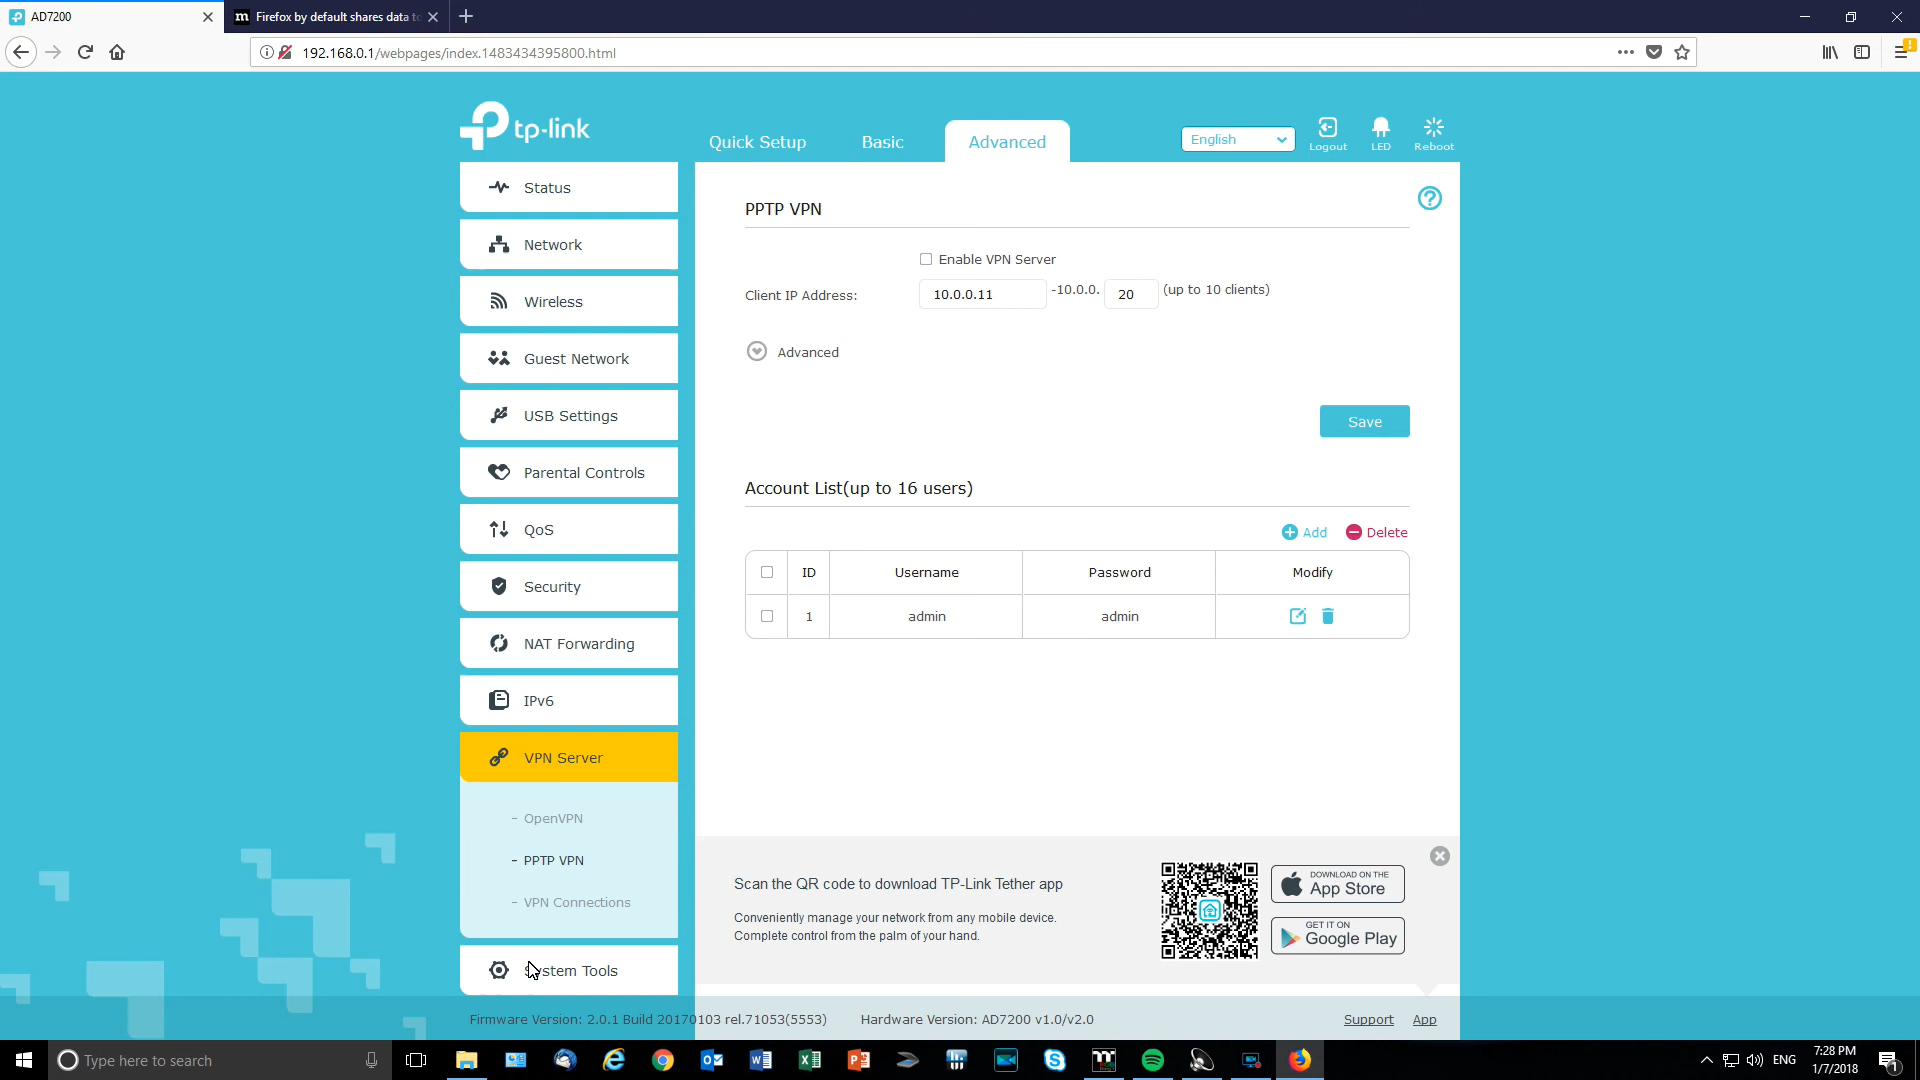 AD7200
m Firefox by default shares data to
192.168.0.1/webpages/index.1483434395800.html
tp-link
Quick Setup
Basic
Advanced
English
Logout
LED
Reboot
Status
Network
Wireless
Guest Network
USB Settings
Parental Controls
QoS
Security
NAT Forwarding
IPv6
VPN Server
- OpenVPN
- PPTP VPN
- VPN Connections
System Tools
PPTP VPN
Enable VPN Server
Client IP Address: 10.0.0.11 -10.0.0. 20 (up to 10 clients)
Advanced
Save
Account List(up to 16 users)
Add Delete
ID Username Password Modify
1 admin admin
Scan the QR code to download TP-Link Tether app
Conveniently manage your network from any mobile device.
Complete control from the palm of your hand.
DOWNLOAD ON THE
App Store
GET IT ON
Google Play
Firmware Version: 2.0.1 Build 20170103 rel.71053(5553) Hardware Version: AD7200 v1.0/v2.0 Support App
Type here to search
ENG
7:28 PM
1/7/2018
1